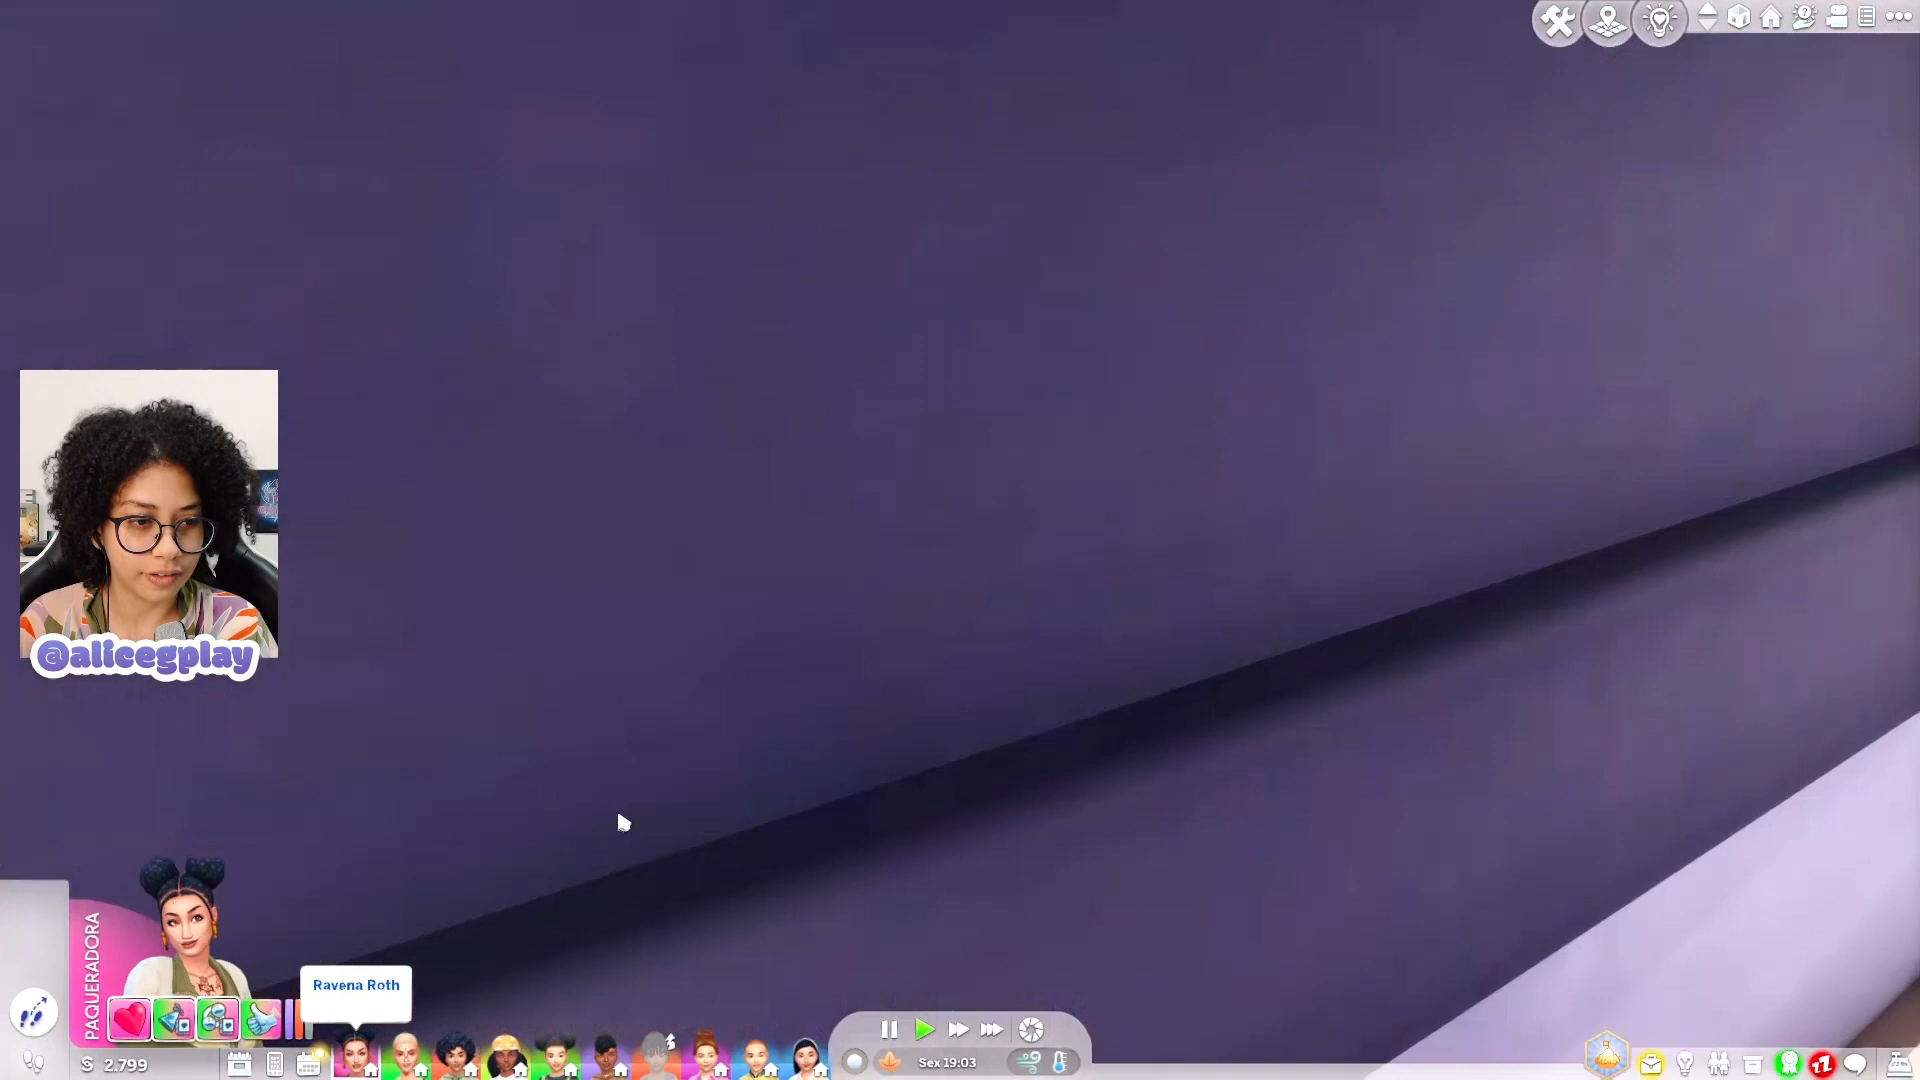 @alicegplay
PAQUERADORA
Ravena Roth
2.799
Sex 19:03